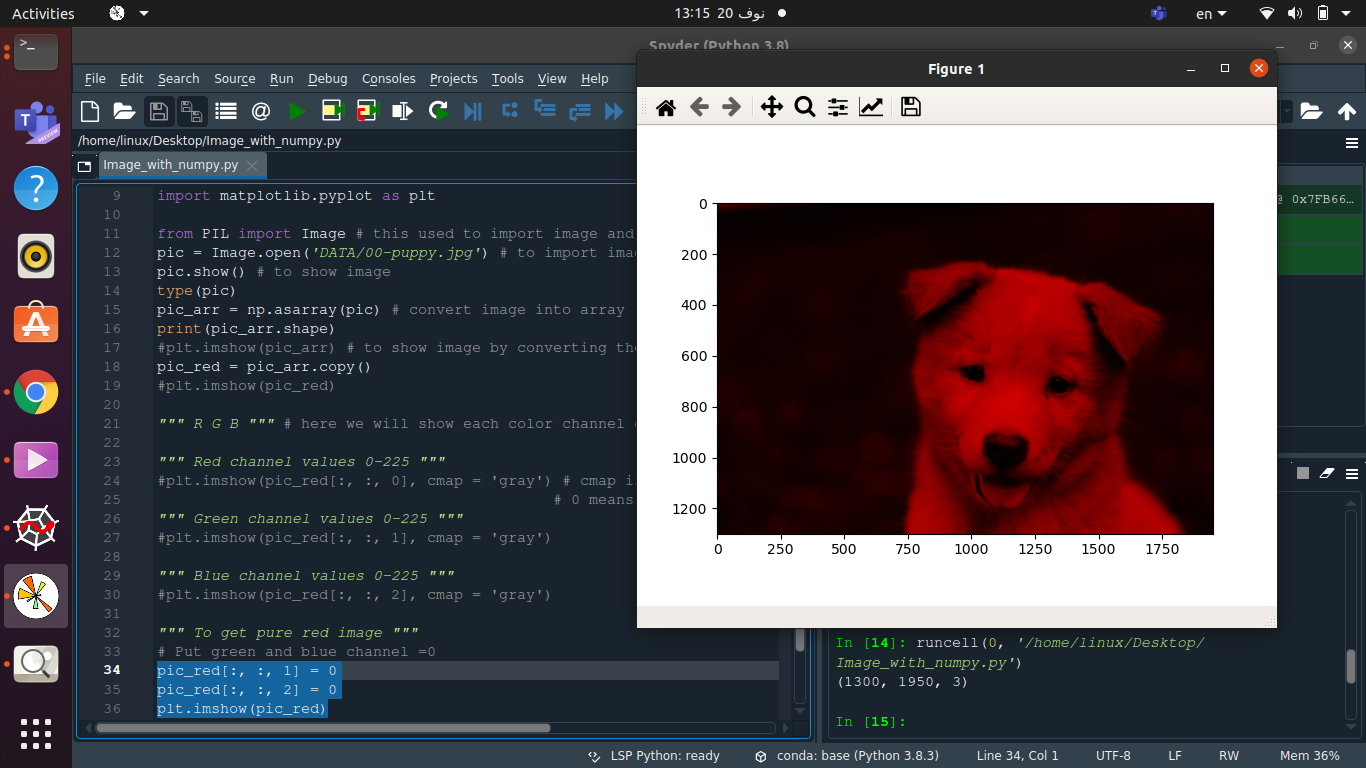 Activities
13:15 20 نوف
en
Spyder (Python 3.8)
File Edit Search Source Run Debug Consoles Projects Tools View Help
/home/linux/Desktop/Image_with_numpy.py
Image_with_numpy.py
9 import matplotlib.pyplot as plt
10
11 from PIL import Image # this used to import image and
12 pic = Image.open('DATA/00-puppy.jpg') # to import ima
13 pic.show() # to show image
14 type(pic)
15 pic_arr = np.asarray(pic) # convert image into array
16 print(pic_arr.shape)
17 #plt.imshow(pic_arr) # to show image by converting the
18 pic_red = pic_arr.copy()
19 #plt.imshow(pic_red)
20
21 """ R G B """ # here we will show each color channel
22
23 """ Red channel values 0-225 """
24 #plt.imshow(pic_red[:, :, 0], cmap = 'gray') # cmap i
25 # 0 means
26 """ Green channel values 0-225 """
27 #plt.imshow(pic_red[:, :, 1], cmap = 'gray')
28
29 """ Blue channel values 0-225 """
30 #plt.imshow(pic_red[:, :, 2], cmap = 'gray')
31
32 """ To get pure red image """
33 # Put green and blue channel =0
34 pic_red[:, :, 1] = 0
35 pic_red[:, :, 2] = 0
36 plt.imshow(pic_red)
Figure 1
0
200
400
600
800
1000
1200
0 250 500 750 1000 1250 1500 1750
@ 0x7FB66…
In [14]: runcell(0, '/home/linux/Desktop/
Image_with_numpy.py')
(1300, 1950, 3)
In [15]:
LSP Python: ready conda: base (Python 3.8.3) Line 34, Col 1 UTF-8 LF RW Mem 36%
PREVIEW